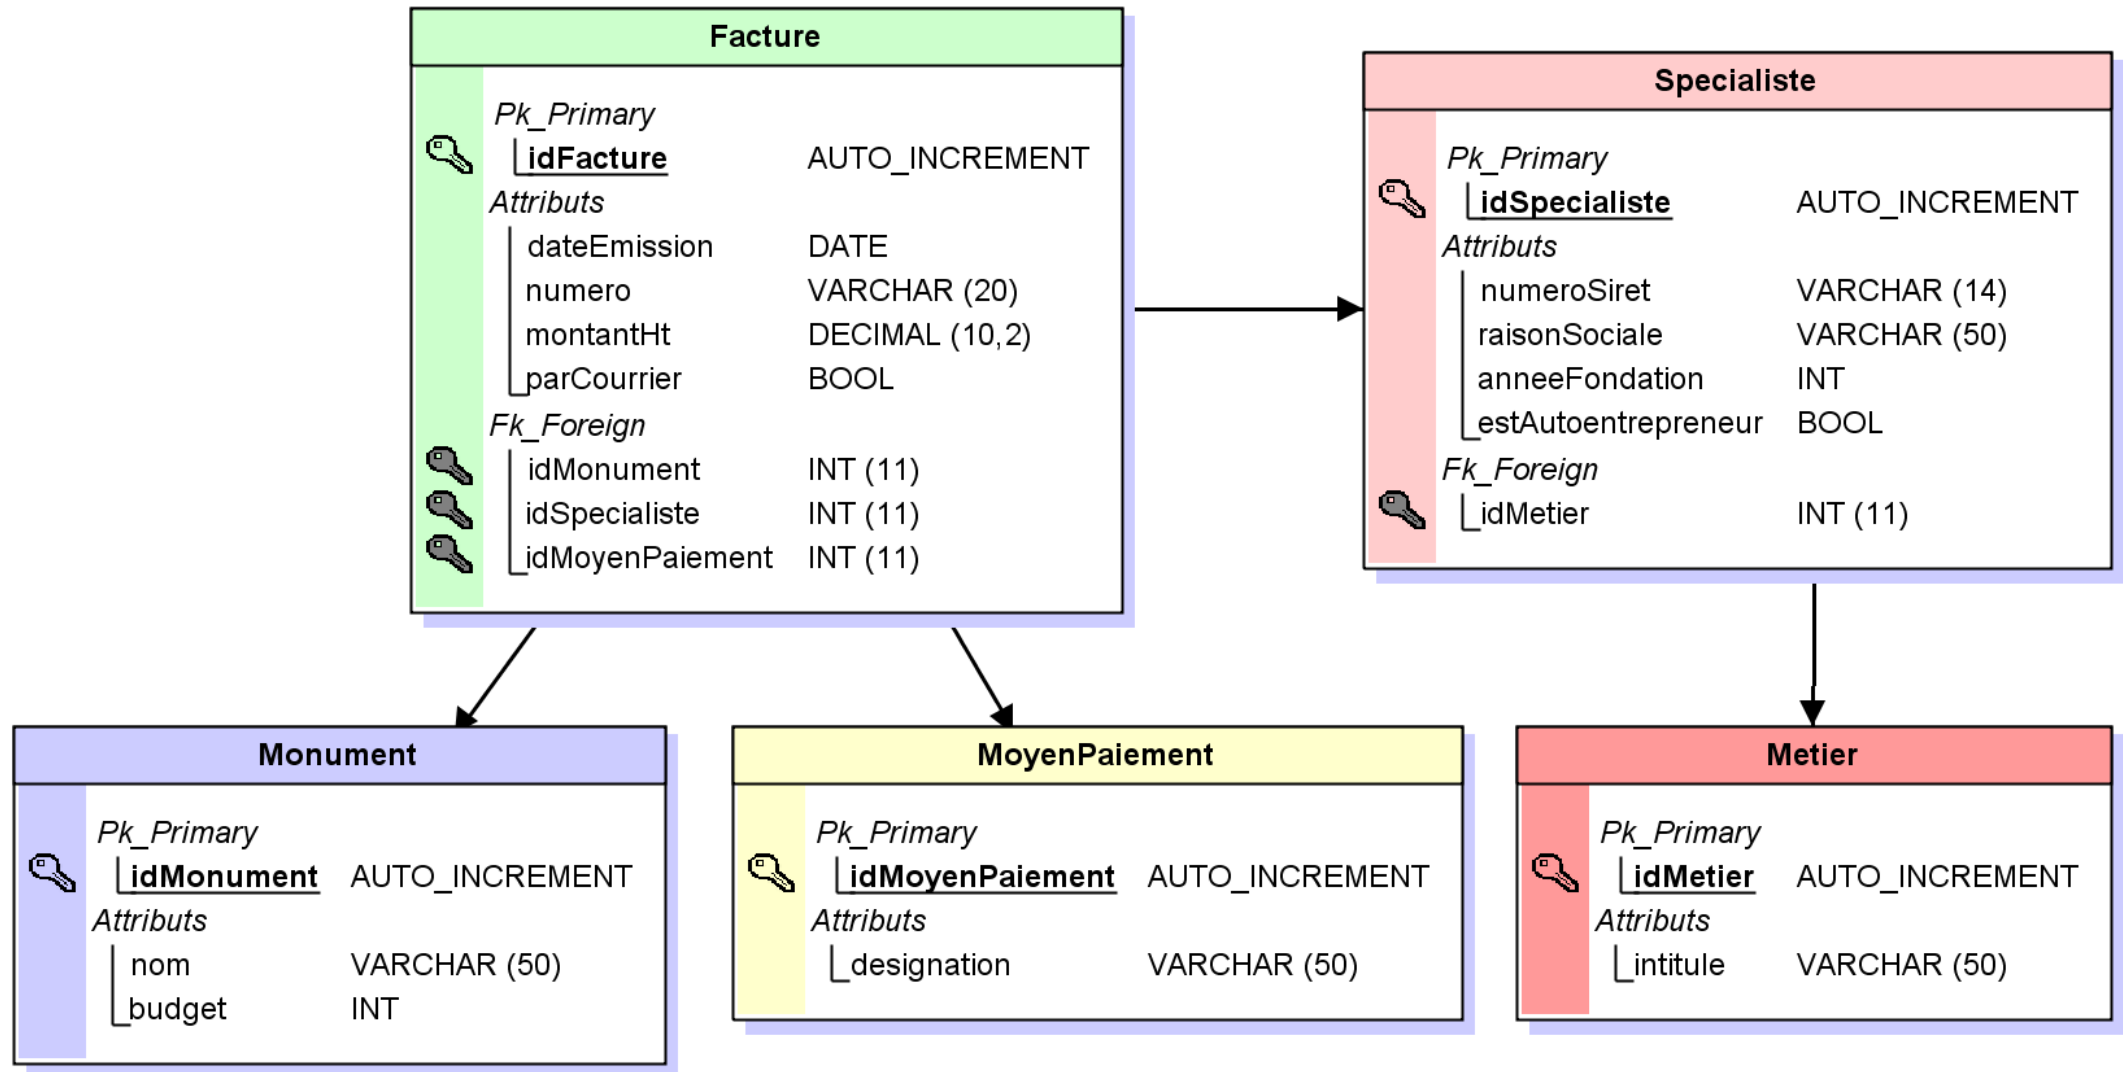 Facture
Pk_Primary
idFacture AUTO_INCREMENT
Attributs
dateEmission DATE
numero VARCHAR (20)
montantHt DECIMAL (10,2)
parCourrier BOOL
Fk_Foreign
idMonument INT (11)
idSpecialiste INT (11)
idMoyenPaiement INT (11)
Specialiste
Pk_Primary
idSpecialiste AUTO_INCREMENT
Attributs
numeroSiret VARCHAR (14)
raisonSociale VARCHAR (50)
anneeFondation INT
estAutoentrepreneur BOOL
Fk_Foreign
idMetier INT (11)
Monument
Pk_Primary
idMonument AUTO_INCREMENT
Attributs
nom VARCHAR (50)
budget INT
MoyenPaiement
Pk_Primary
idMoyenPaiement AUTO_INCREMENT
Attributs
designation VARCHAR (50)
Metier
Pk_Primary
idMetier AUTO_INCREMENT
Attributs
intitule VARCHAR (50)